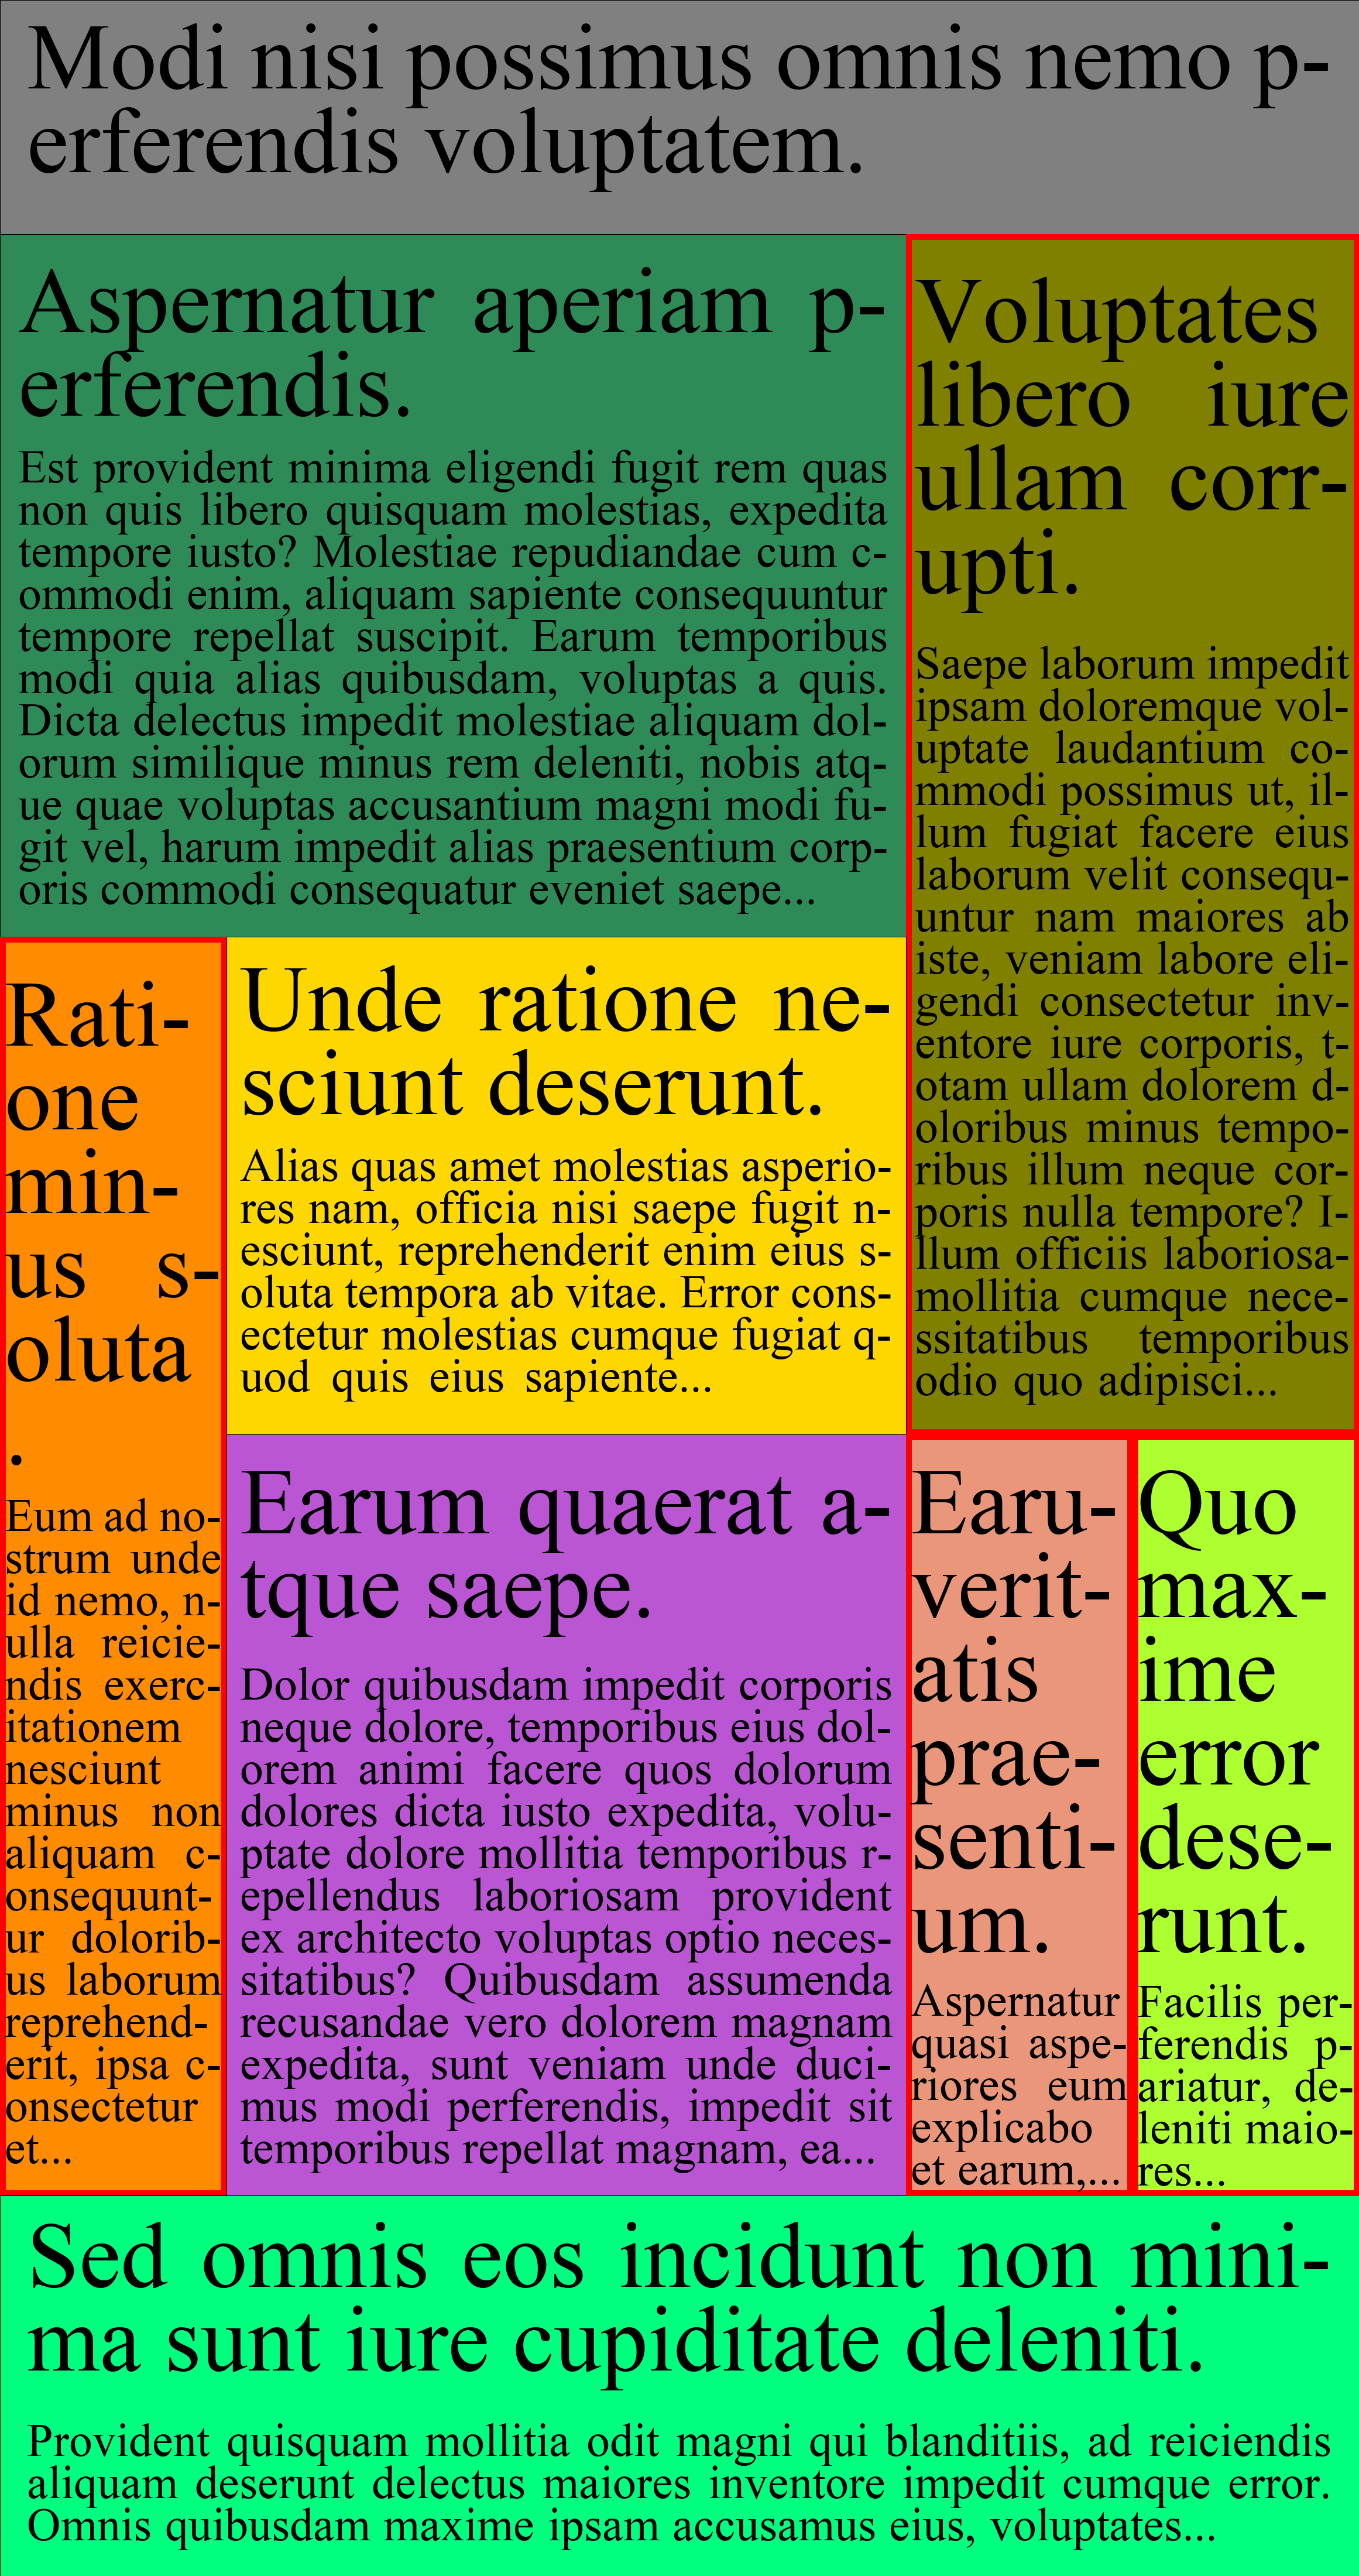 Modi nisi possimus omnis nemo p-
erferendis voluptatem.
Aspernatur aperiam p-
erferendis.
Est provident minima eligendi fugit rem quas
non quis libero quisquam molestias, expedita
tempore iusto? Molestiae repudiandae cum c-
ommodi enim, aliquam sapiente consequuntur
tempore repellat suscipit. Earum temporibus
modi quia alias quibusdam, voluptas a quis.
Dicta delectus impedit molestiae aliquam dol-
orum similique minus rem deleniti, nobis atq-
ue quae voluptas accusantium magni modi fu-
git vel, harum impedit alias praesentium corp-
oris commodi consequatur eveniet saepe...
Voluptates
libero iure
ullam corr-
upti.
Saepe laborum impedit
ipsam doloremque vol-
uptate laudantium co-
mmodi possimus ut, il-
lum fugiat facere eius
laborum velit consequ-
untur nam maiores ab
iste, veniam labore eli-
gendi consectetur inv-
entore iure corporis, t-
otam ullam dolorem d-
oloribus minus tempo-
ribus illum neque cor-
poris nulla tempore? I-
llum officiis laboriosa-
mollitia cumque nece-
ssitatibus temporibus
odio quo adipisci...
Rati-
one
min-
us s-
oluta
.
Eum ad no-
strum unde
id nemo, n-
ulla reicie-
ndis exerc-
itationem
nesciunt
minus non
aliquam c-
onsequunt-
ur dolorib-
us laborum
reprehend-
erit, ipsa c-
onsectetur
et...
Unde ratione ne-
sciunt deserunt.
Alias quas amet molestias asperio-
res nam, officia nisi saepe fugit n-
esciunt, reprehenderit enim eius s-
oluta tempora ab vitae. Error cons-
ectetur molestias cumque fugiat q-
uod quis eius sapiente...
Earum quaerat a-
tque saepe.
Dolor quibusdam impedit corporis
neque dolore, temporibus eius dol-
orem animi facere quos dolorum
dolores dicta iusto expedita, volu-
ptate dolore mollitia temporibus r-
epellendus laboriosam provident
ex architecto voluptas optio neces-
sitatibus? Quibusdam assumenda
recusandae vero dolorem magnam
expedita, sunt veniam unde duci-
mus modi perferendis, impedit sit
temporibus repellat magnam, ea...
Earu-
verit-
atis
prae-
senti-
um.
Aspernatur
quasi aspe-
riores eum
explicabo
et earum,...
Quo
max-
ime
error
dese-
runt.
Facilis per-
ferendis p-
ariatur, de-
leniti maio-
res...
Sed omnis eos incidunt non mini-
ma sunt iure cupiditate deleniti.
Provident quisquam mollitia odit magni qui blanditiis, ad reiciendis
aliquam deserunt delectus maiores inventore impedit cumque error.
Omnis quibusdam maxime ipsam accusamus eius, voluptates...